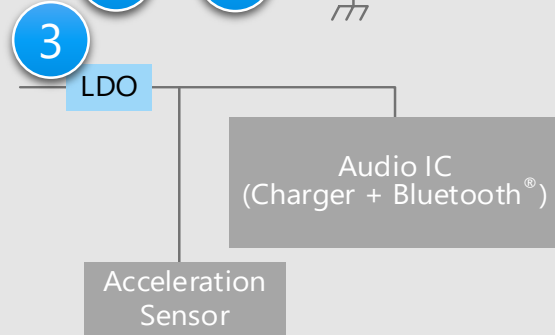 3
LDO
Audio IC
(Charger + Bluetooth®)
Acceleration
Sensor